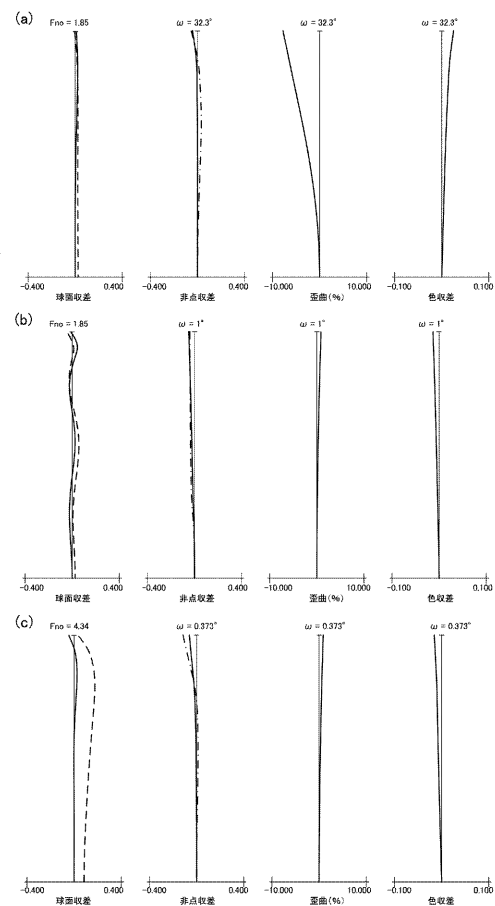 (a)
Fno = 1.85 ω = 32.3° ω = 32.3° ω = 32.3°
-0.400 0.400 -0.400 0.400 -10.000 10.000 -0.100 0.100
球面収差 非点収差 歪曲(%) 色収差
(b)
Fno = 1.85 ω = 1° ω = 1° ω = 1°
-0.400 0.400 -0.400 0.400 -10.000 10.000 -0.100 0.100
球面収差 非点収差 歪曲(%) 色収差
(c)
Fno = 4.34 ω = 0.373° ω = 0.373° ω = 0.373°
-0.400 0.400 -0.400 0.400 -10.000 10.000 -0.100 0.100
球面収差 非点収差 歪曲(%) 色収差